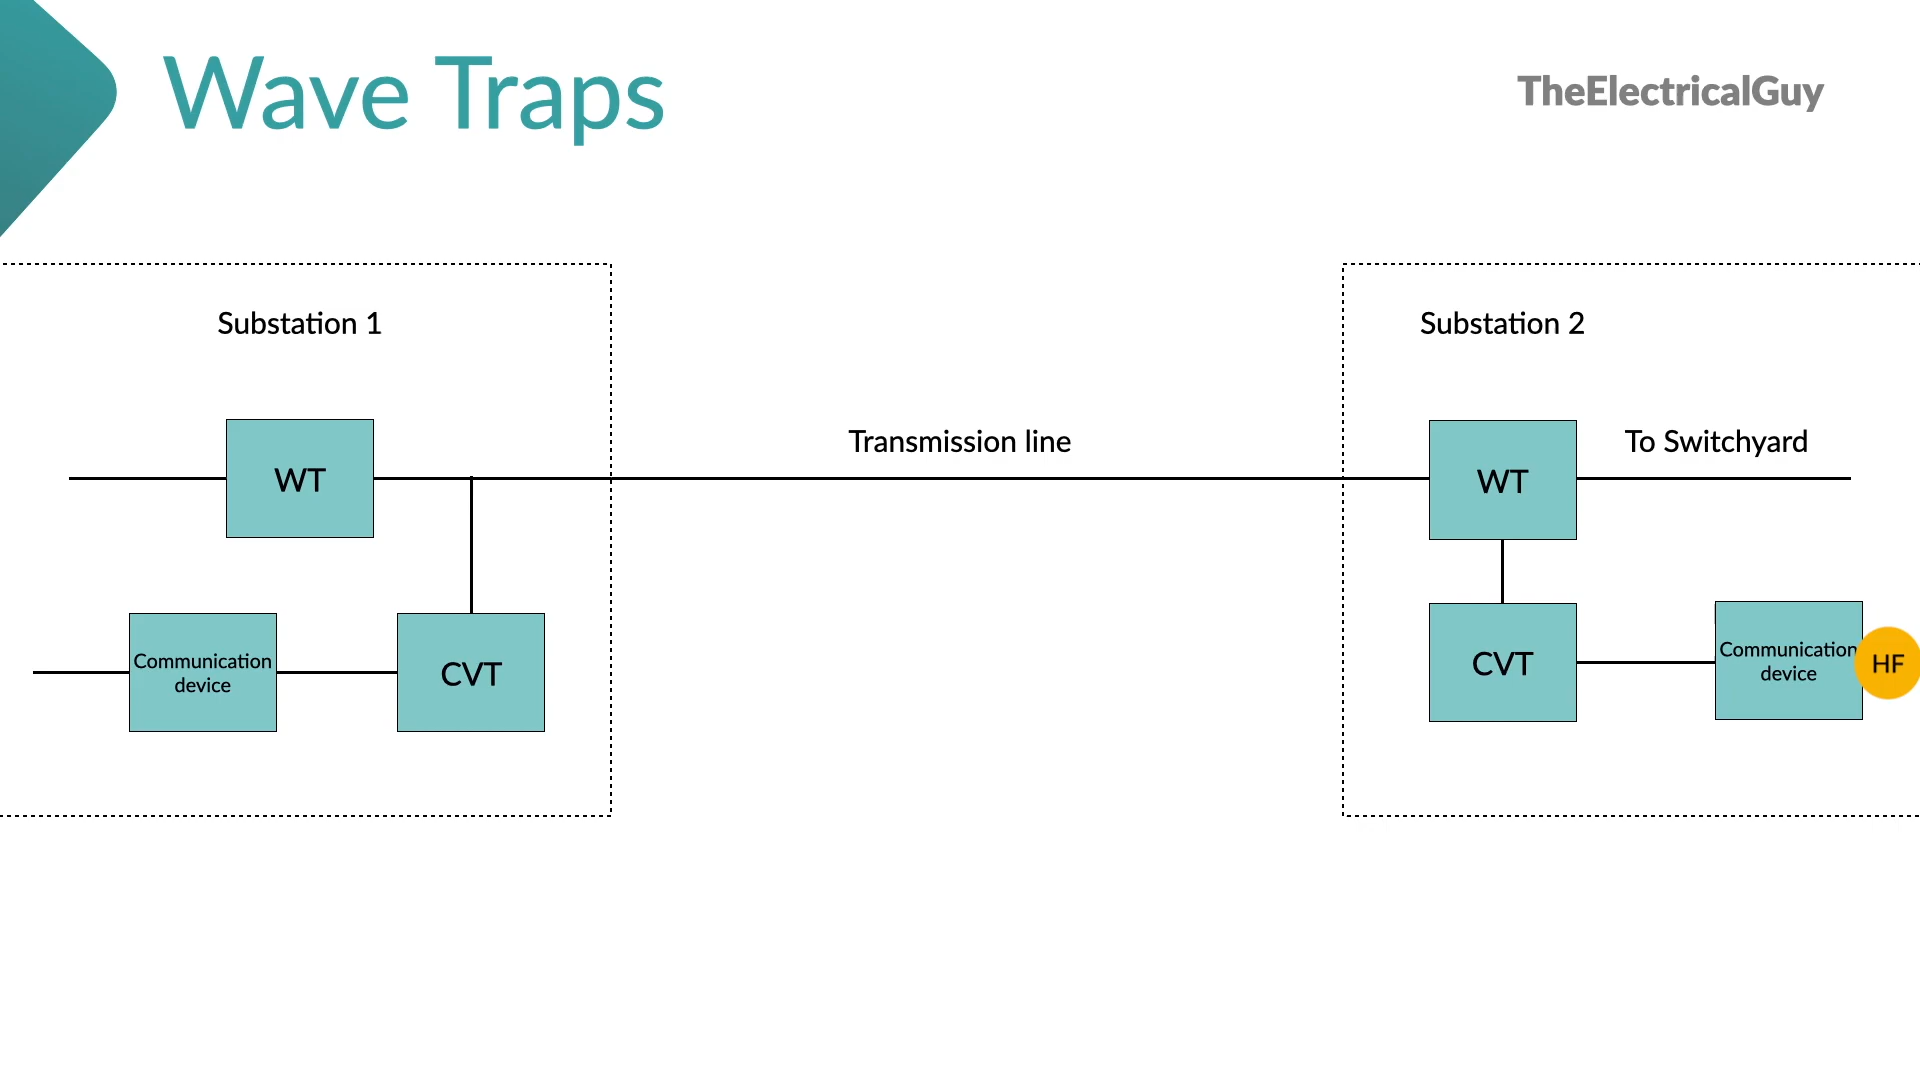 Wave Traps
TheElectricalGuy
Substation 1
Substation 2
Transmission line
To Switchyard
WT
WT
Communication
device
CVT
CVT
Communication
device
HF